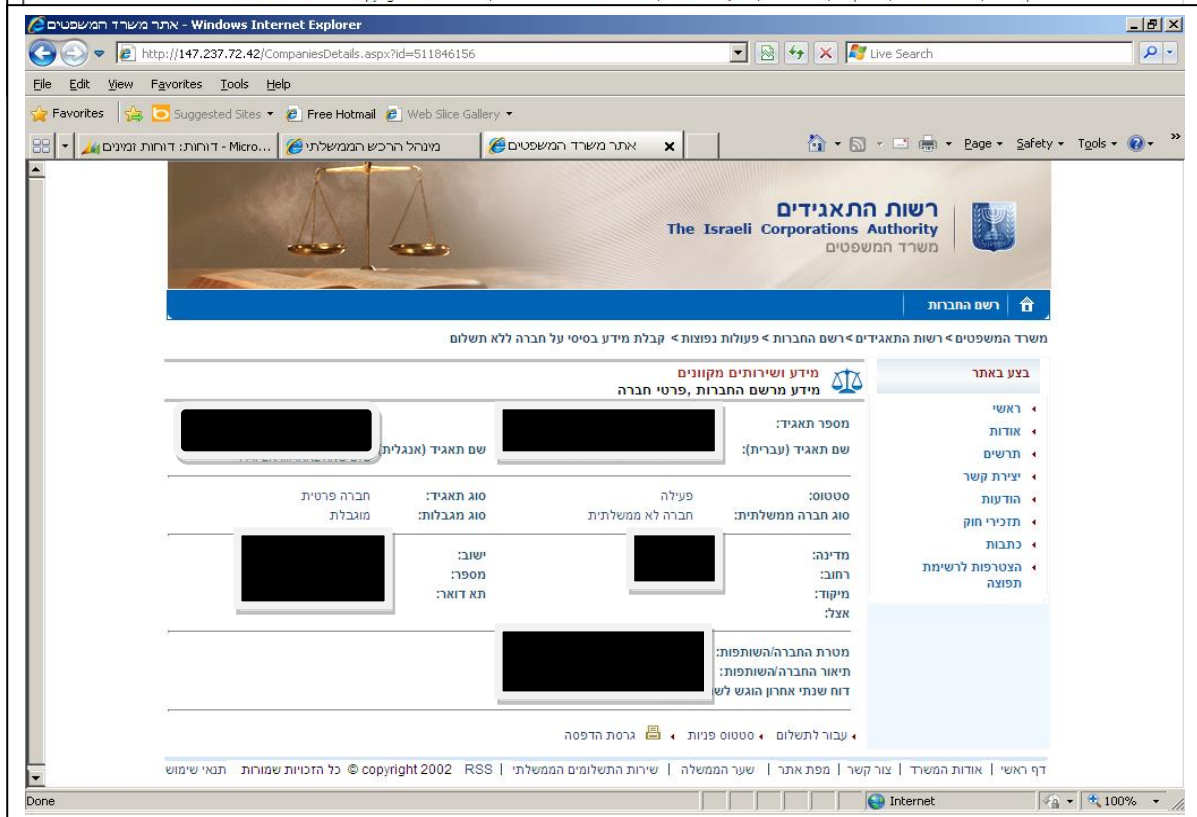 אתר משרד המשפטים - Windows Internet Explorer
http://147.237.72.42/CompaniesDetails.aspx?id=511846156
Live Search
File Edit View Favorites Tools Help
Favorites Suggested Sites Free Hotmail Web Slice Gallery
דוחות: דוחות זמינים - Micro...
מינהל הרכש הממשלתי
אתר משרד המשפטים
Page Safety Tools
רשות התאגידים
The Israeli Corporations Authority
משרד המשפטים
רשם החברות
משרד המשפטים > רשות התאגידים > רשם החברות > פעולות נפוצות > קבלת מידע בסיסי על חברה ללא תשלום
בצע באתר
ראשי
אודות
תרשים
יצירת קשר
הודעות
תזכירי חוק
כתבות
הצטרפות לרשימת
תפוצה
מידע ושירותים מקוונים
מידע מרשם החברות ,פרטי חברה
מספר תאגיד:
שם תאגיד (עברית): שם תאגיד (אנגלית)
סטטוס: פעילה סוג תאגיד: חברה פרטית
סוג חברה ממשלתית: חברה לא ממשלתית סוג מגבלות: מוגבלת
מדינה: ישוב:
רחוב: מספר:
מיקוד: תא דואר:
אצל:
מטרת החברה/השותפות:
תיאור החברה/השותפות:
דוח שנתי אחרון הוגש לש
עבור לתשלום סטטוס פניות גרסת הדפסה
דף ראשי | אודות המשרד | צור קשר | מפת אתר | שער הממשלה | שירות התשלומים הממשלתי | RSS copyright 2002 © כל הזכויות שמורות תנאי שימוש
Done Internet 100%